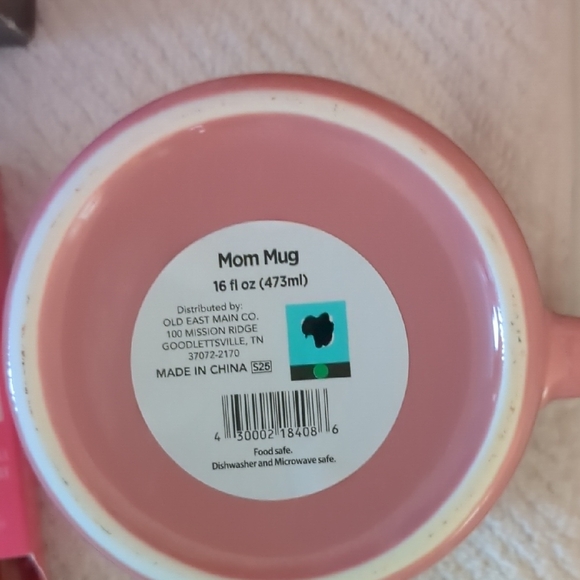 Mom Mug
16 fl oz (473ml)
Distributed by:
OLD EAST MAIN CO.
100 MISSION RIDGE
GOODLETTSVILLE, TN
37072-2170
MADE IN CHINA S25
4 30002 18408 6
Food safe.
Dishwasher and Microwave safe.